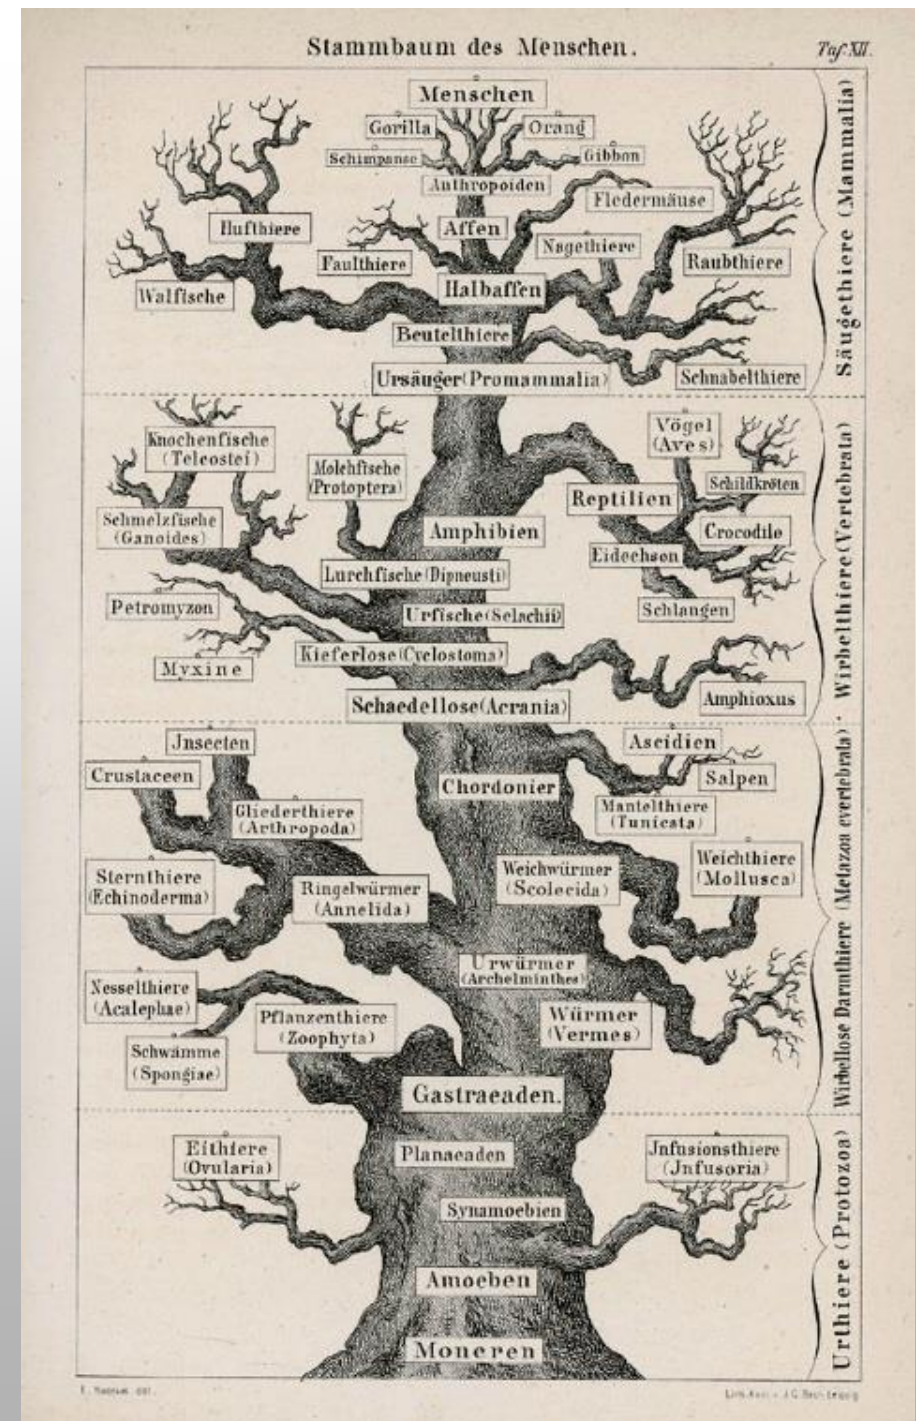 Stammbaum des Menschen.
Taf. XII.
Menschen
Gorilla
Orang
Schimpanse
Gibbon
Anthropoiden
Fledermäuse
Hufthiere
Affen
Nagethiere
Faulthiere
Raubthiere
Walfische
Halbaffen
Beutelthiere
Ursäuger (Promammalia)
Schnabelthiere
Säugethiere (Mammalia)
Knochenfische
(Teleostei)
Vögel
(Aves)
Molchfische
(Protoptera)
Schildkröten
Reptilien
Schmelzfische
(Ganoides)
Amphibien
Crocodile
Eidechsen
Lurchfische (Dipneusti)
Petromyzon
Urfische (Selachii)
Schlangen
Kieferlose (Cyclostoma)
Myxine
Amphioxus
Schaedellose (Acrania)
Wirbelthiere (Vertebrata)
Jnsecten
Ascidien
Crustaceen
Salpen
Chordonier
Gliederthiere
(Arthropoda)
Mantelthiere
(Tunicata)
Weichwürmer
(Scolecida)
Weichthiere
(Mollusca)
Sternthiere
(Echinoderma)
Ringelwürmer
(Annelida)
Urwürmer
(Archelminthes)
Nesselthiere
(Acalephae)
Pflanzenthiere
(Zoophyta)
Würmer
(Vermes)
Schwämme
(Spongiae)
Gastraeaden.
Wirbellose Darmthiere (Metazoa evertebrata)
Eithiere
(Ovularia)
Planaeaden
Jnfusionsthiere
(Jnfusoria)
Synamoebien
Amoeben
Moneren
Urthiere (Protozoa)